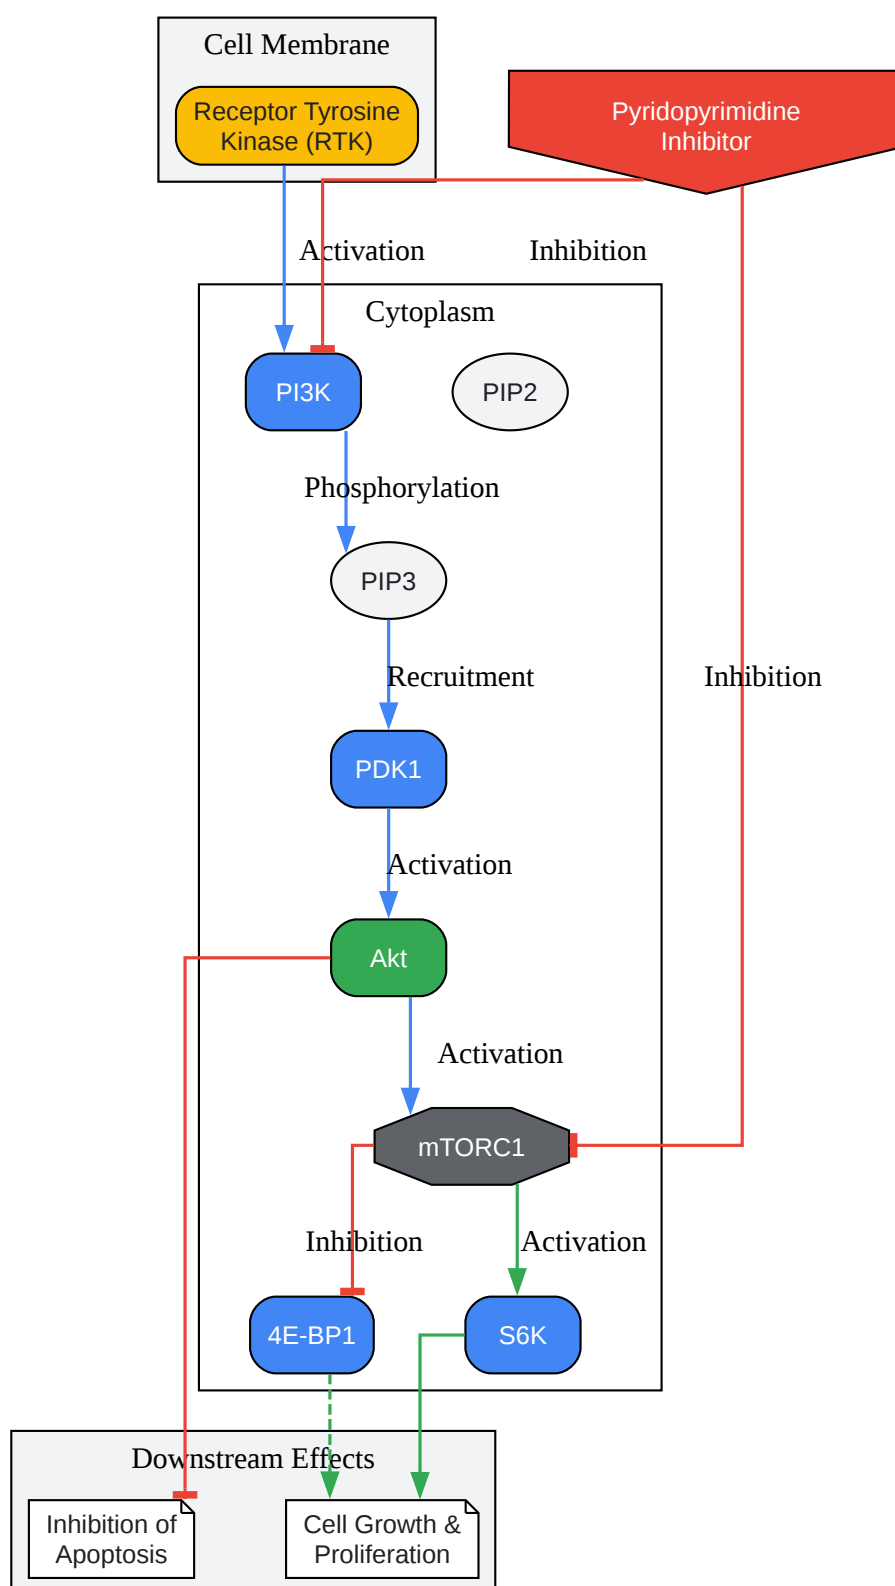 Cell Membrane
Receptor Tyrosine
Kinase (RTK)
Pyridopyrimidine
Inhibitor
Activation
Inhibition
Cytoplasm
PI3K
PIP2
Phosphorylation
PIP3
Recruitment
Inhibition
PDK1
Activation
Akt
Activation
mTORC1
Inhibition
Activation
4E-BP1
S6K
Downstream Effects
Inhibition of
Apoptosis
Cell Growth &
Proliferation